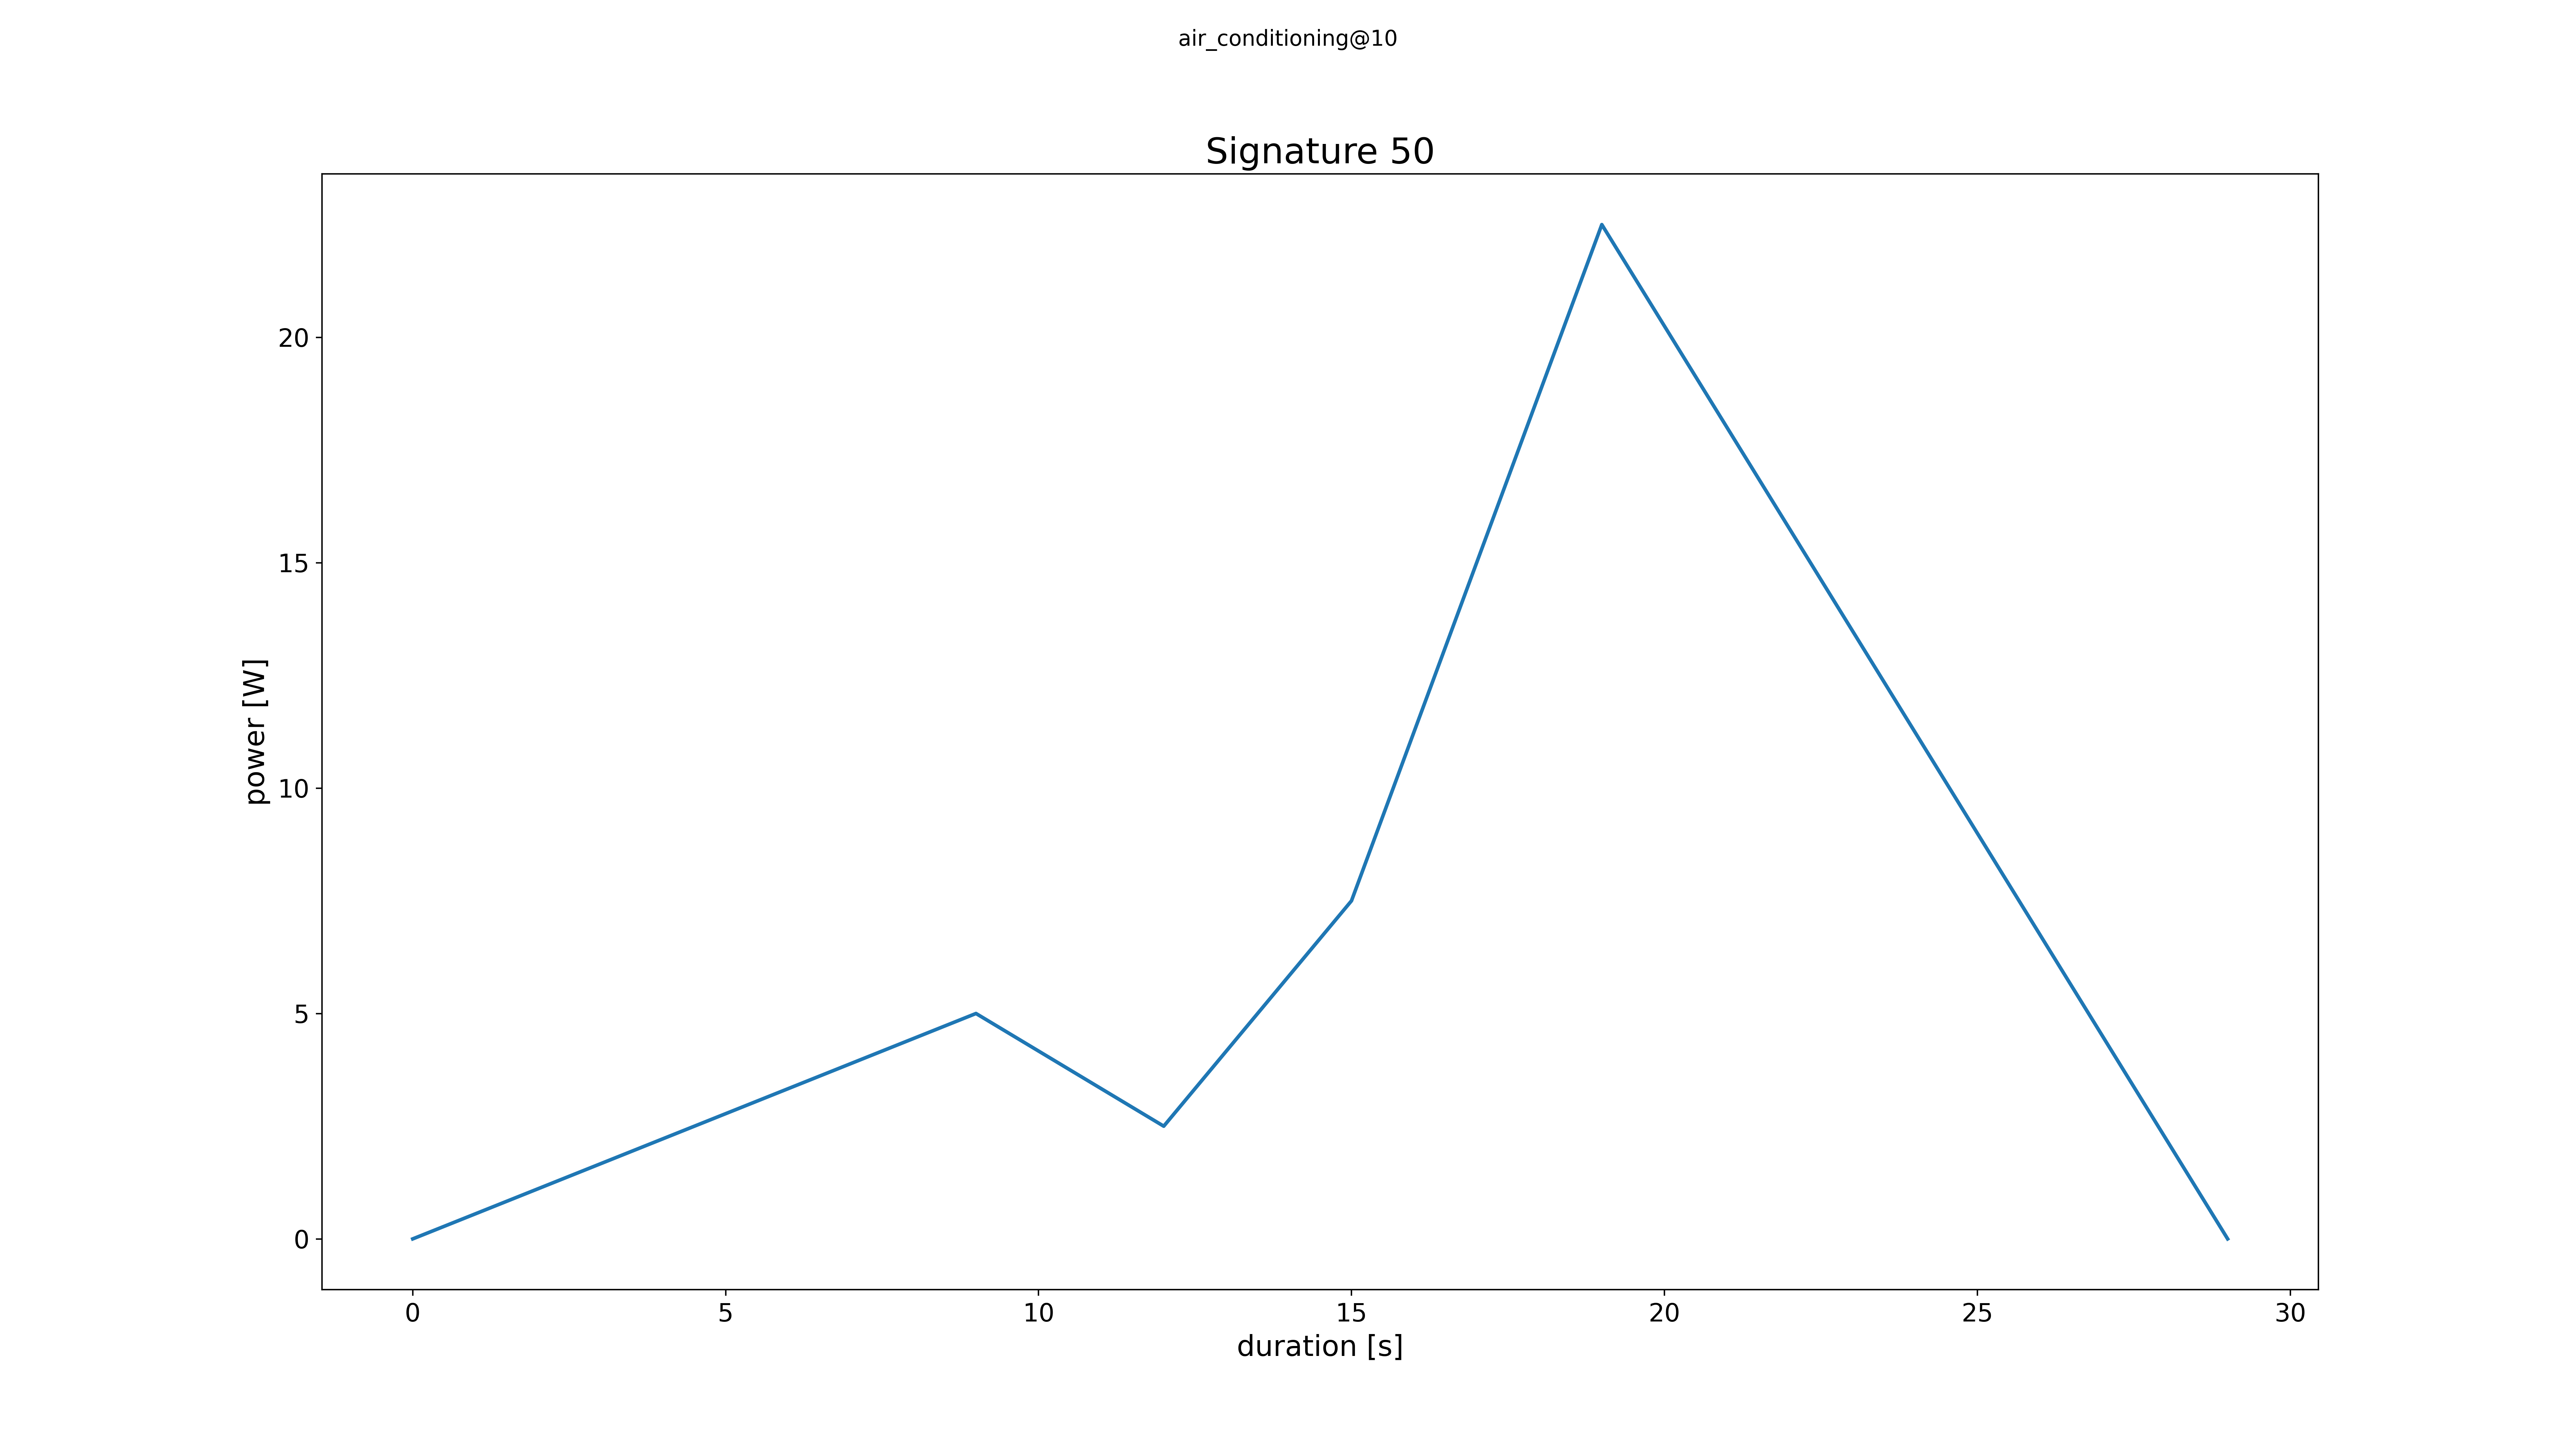 air_conditioning@10
Signature 50
power [W]
20
15
10
5
0
0 5 10 15 20 25 30
duration [s]